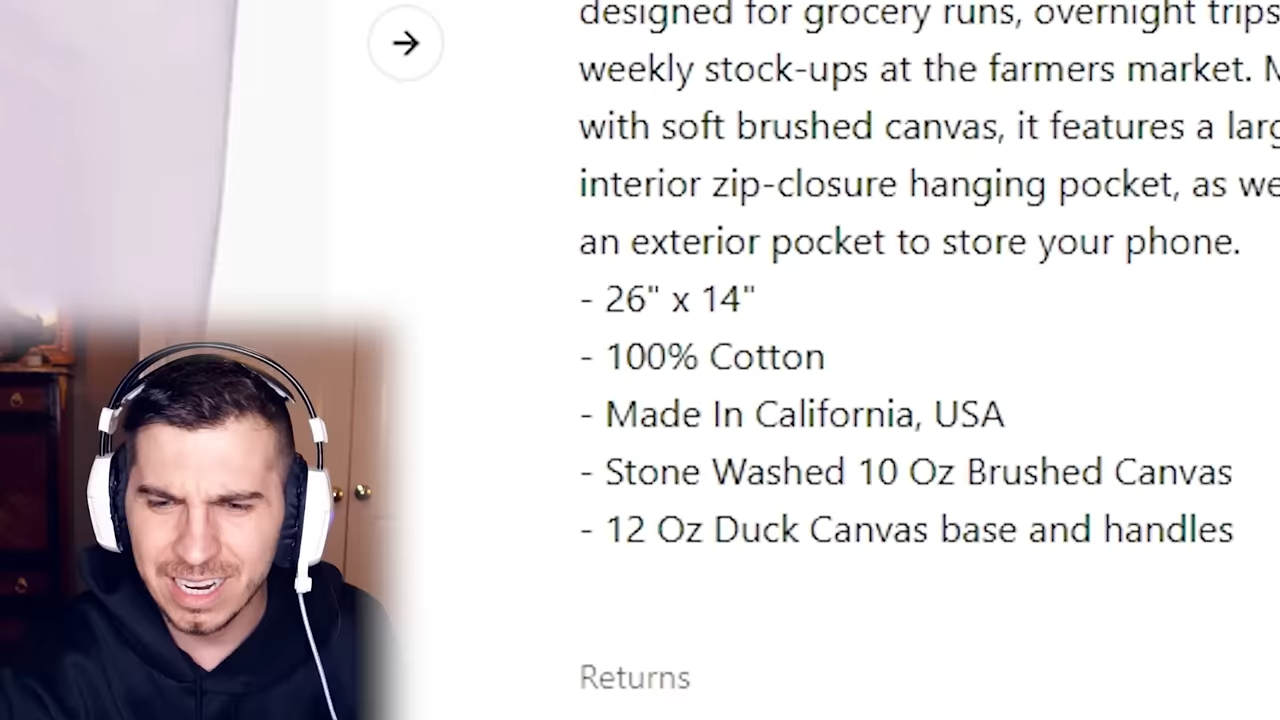 designed for grocery runs, overnight trips
weekly stock-ups at the farmers market.
with soft brushed canvas, it features a
interior zip-closure hanging pocket, as
an exterior pocket to store your phone.
- 26" x 14"
- 100% Cotton
- Made In California, USA
- Stone Washed 10 Oz Brushed Canvas
- 12 Oz Duck Canvas base and handles
Returns